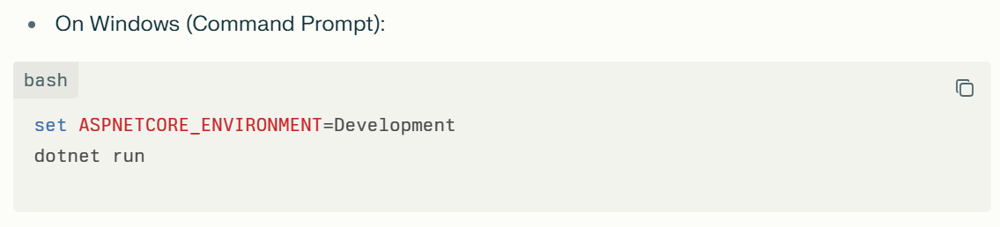 • On Windows (Command Prompt):
bash
set ASPNETCORE_ENVIRONMENT=Development
dotnet run